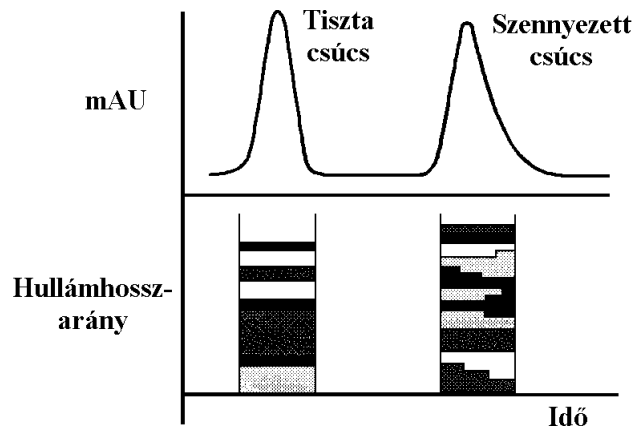 Tiszta
csúcs
Szennyezett
csúcs
mAU
Hullámhossz-
arány
Idő